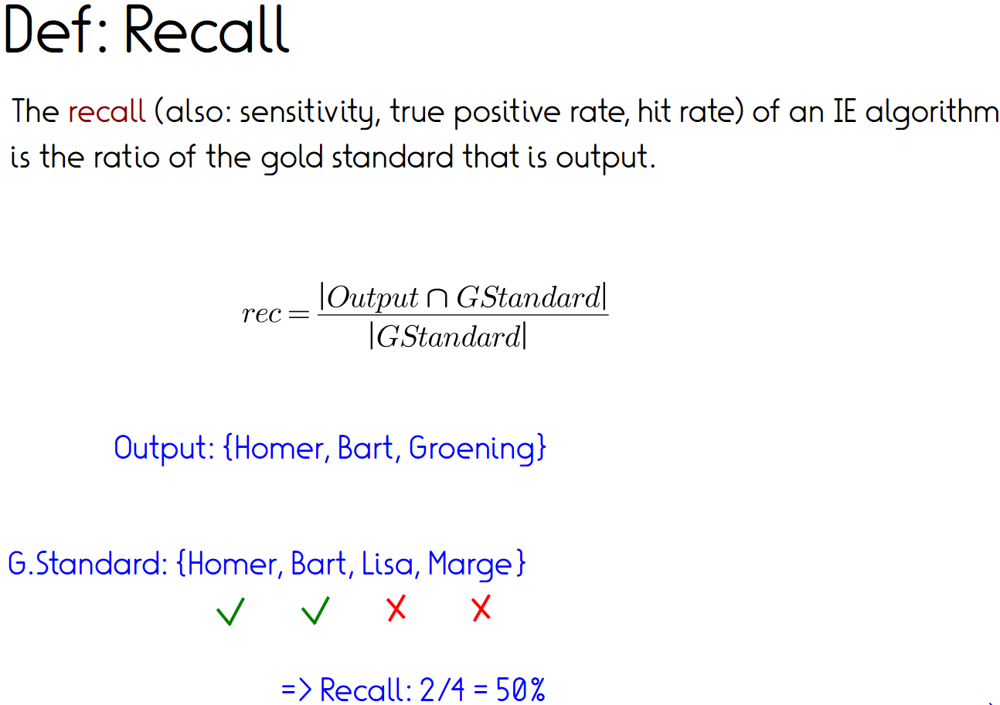 Def: Recall
The recall (also: sensitivity, true positive rate, hit rate) of an IE algorithm
is the ratio of the gold standard that is output.
rec = |Output ∩ GStandard|
|GStandard|
Output: {Homer, Bart, Groening}
G.Standard: {Homer, Bart, Lisa, Marge}
✓ ✓ ✗ ✗
=> Recall: 2/4 = 50%